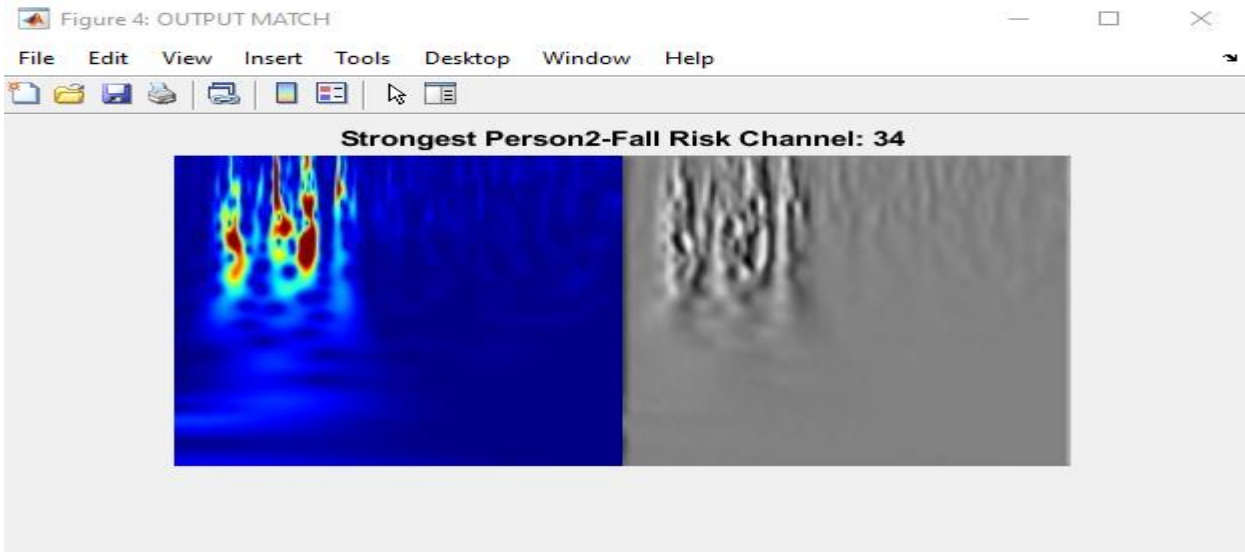 Figure 4: OUTPUT MATCH
File Edit View Insert Tools Desktop Window Help
Strongest Person2-Fall Risk Channel: 34